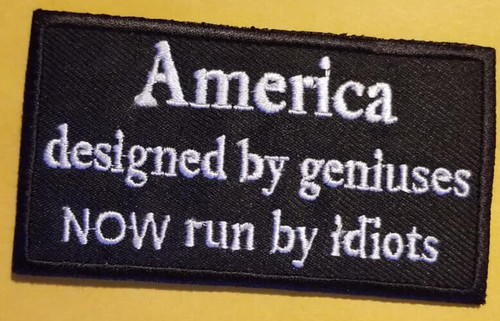 America
designed by geniuses
NOW run by idiots